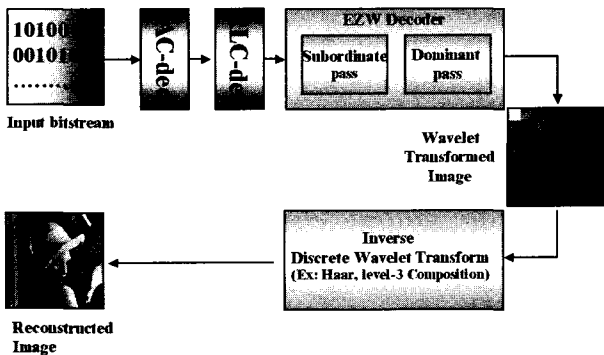 10100
00101
........
Input bitstream
AC-de
LC-de
EZW Decoder
Subordinate
pass
Dominant
pass
Wavelet
Transformed
Image
Inverse
Discrete Wavelet Transform
(Ex: Haar, level-3 Composition)
Reconstructed
Image